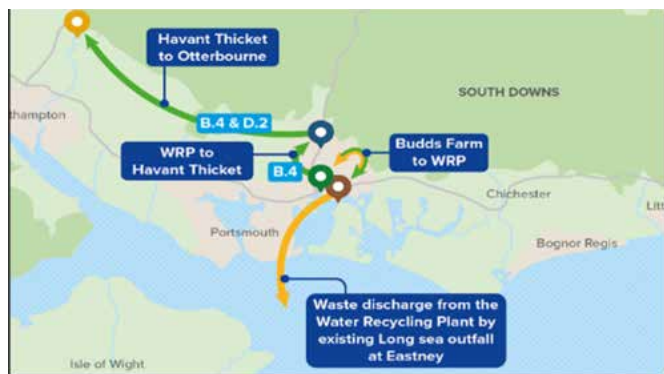 Havant Thicket
to Otterbourne
SOUTH DOWNS
B.4 & D.2
WRP to
Havant Thicket
B.4
Budds Farm
to WRP
Chichester
Portsmouth
Bognor Regis
Waste discharge from the
Water Recycling Plant by
existing Long sea outfall
at Eastney
Isle of Wight
thampton
Litt